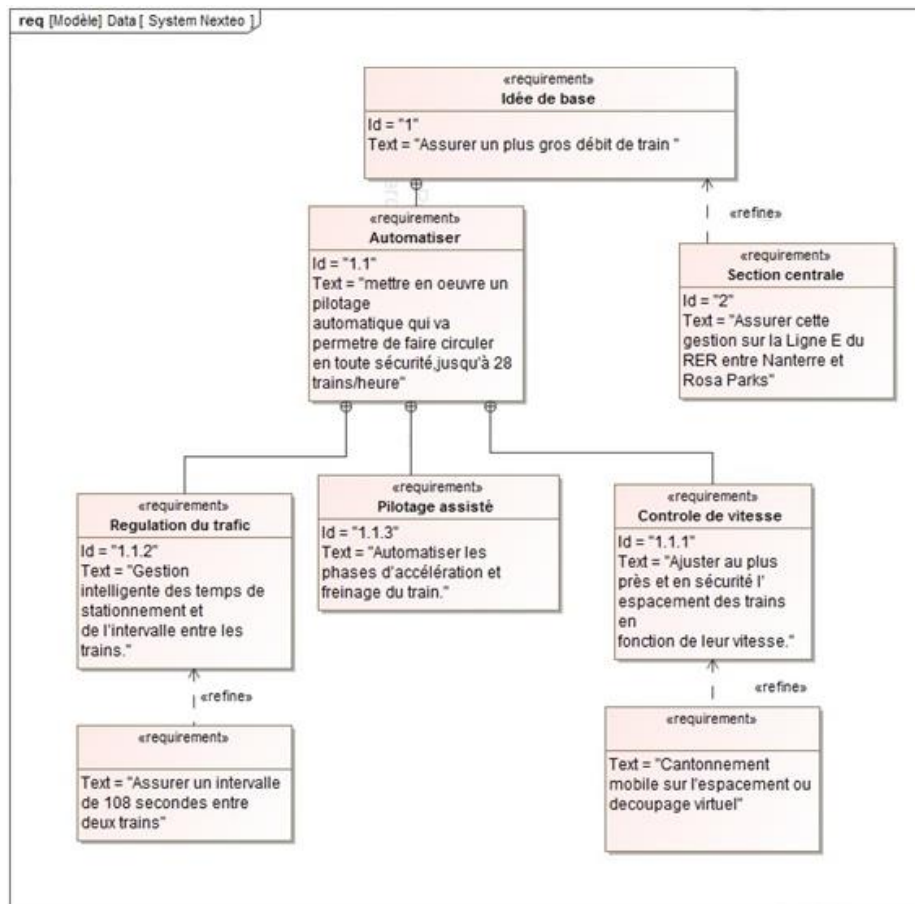 req [Modèle] Data [ System Nexteo ]
«requirement»
Idée de base
Id = "1"
Text = "Assurer un plus gros débit de train "
«requirement»
Automatiser
Id = "1.1"
Text = "mettre en oeuvre un
pilotage
automatique qui va
permetre de faire circuler
en toute sécurité,jusqu'à 28
trains/heure"
«refine»
«requirement»
Section centrale
Id = "2"
Text = "Assurer cette
gestion sur la Ligne E du
RER entre Nanterre et
Rosa Parks"
«requirement»
Regulation du trafic
Id = "1.1.2"
Text = "Gestion
intelligente des temps de
stationnement et
de l'intervalle entre les
trains."
«requirement»
Pilotage assisté
Id = "1.1.3"
Text = "Automatiser les
phases d'accélération et
freinage du train."
«requirement»
Controle de vitesse
Id = "1.1.1"
Text = "Ajuster au plus
près et en sécurité l'
espacement des trains
en
fonction de leur vitesse."
«refine»
«requirement»
Text = "Assurer un intervalle
de 108 secondes entre
deux trains"
«refine»
«requirement»
Text = "Cantonnement
mobile sur l'espacement ou
decoupage virtuel"